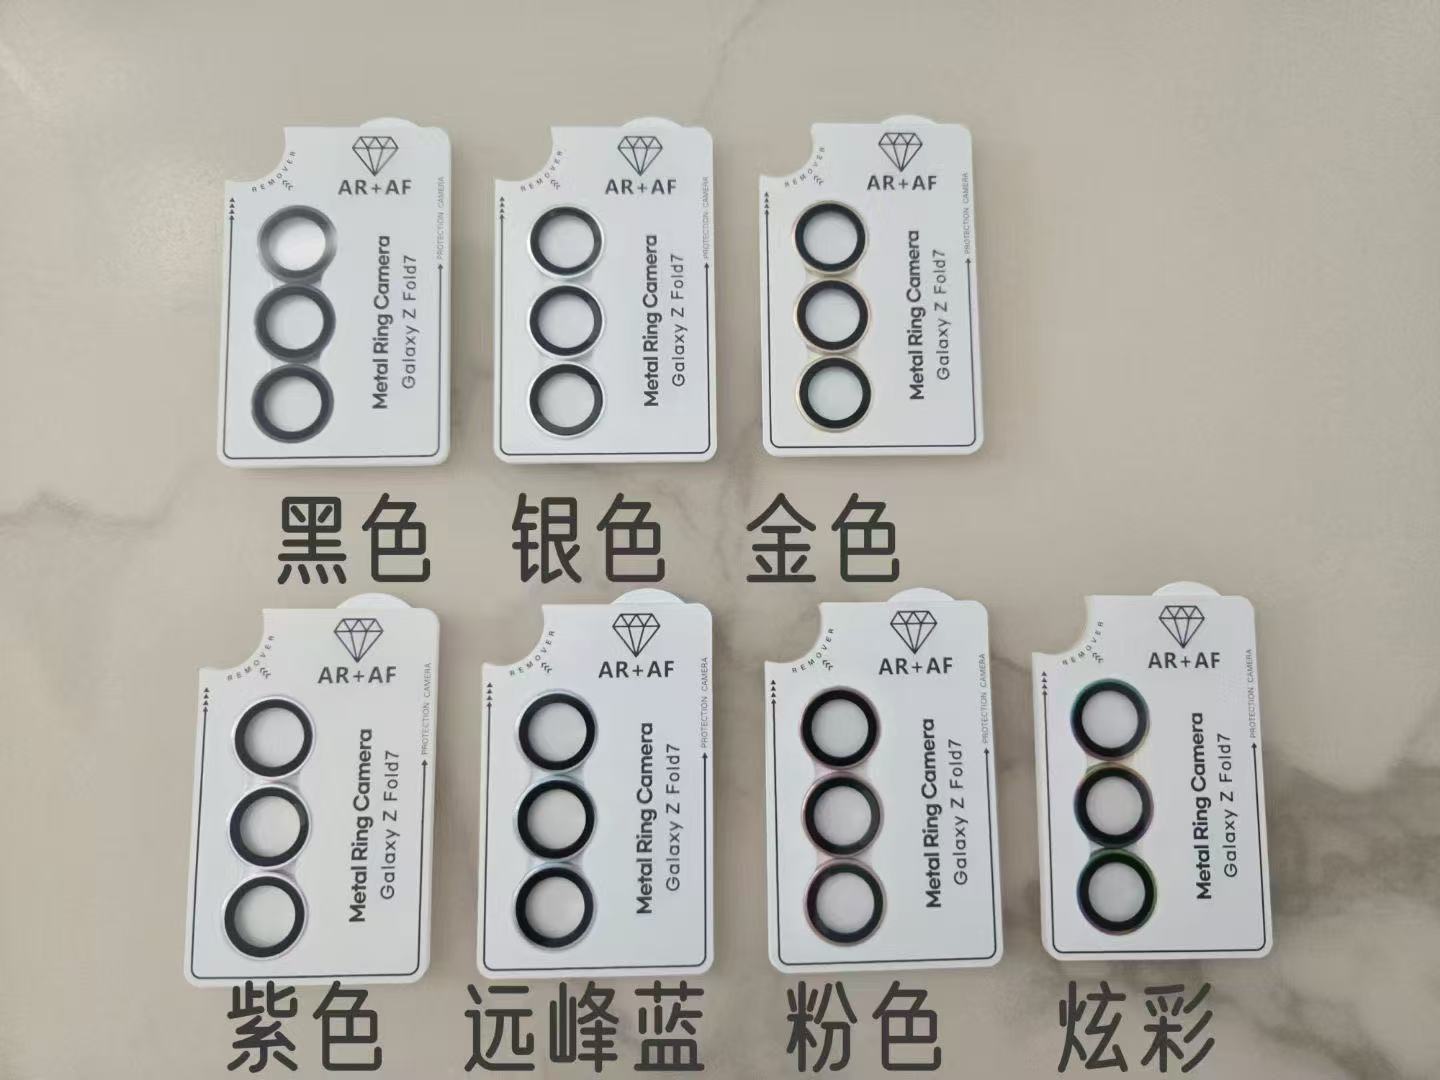 REMOVER
AR+AF
PROTECTION CAMERA
Metal Ring Camera
Galaxy Z Fold7
REMOVER
AR+AF
PROTECTION CAMERA
Metal Ring Camera
Galaxy Z Fold7
REMOVER
AR+AF
PROTECTION CAMERA
Metal Ring Camera
Galaxy Z Fold7
黑色 银色 金色
REMOVER
AR+AF
PROTECTION CAMERA
Metal Ring Camera
Galaxy Z Fold7
REMOVER
AR+AF
PROTECTION CAMERA
Metal Ring Camera
Galaxy Z Fold7
REMOVER
AR+AF
PROTECTION CAMERA
Metal Ring Camera
Galaxy Z Fold7
REMOVER
AR+AF
PROTECTION CAMERA
Metal Ring Camera
Galaxy Z Fold7
紫色 远峰蓝 粉色 炫彩